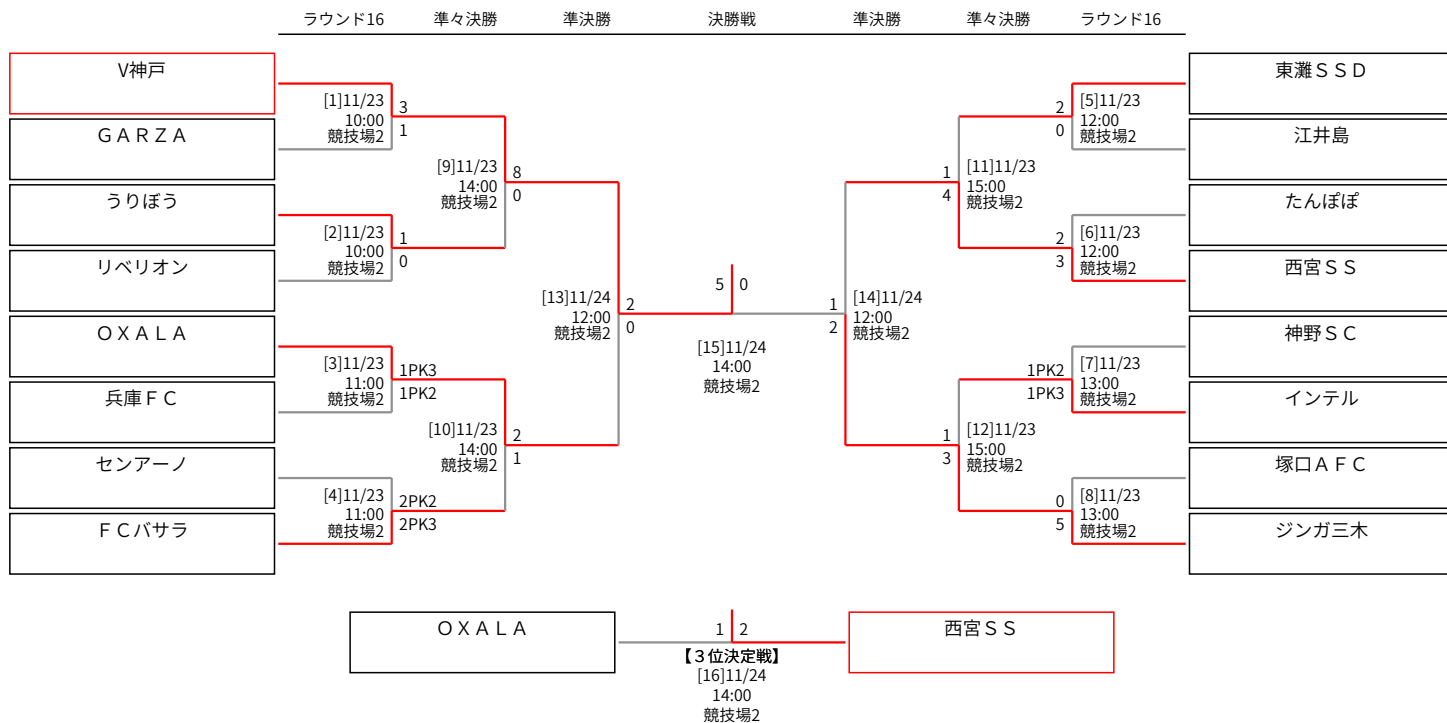 ラウンド16 準々決勝 準決勝 決勝戦 準決勝 準々決勝 ラウンド16
V神戸
ＧＡＲＺＡ
うりぼう
リベリオン
ＯＸＡＬＡ
兵庫ＦＣ
センアーノ
ＦＣバサラ
[1]11/23
10:00
競技場2
3
1
[2]11/23
10:00
競技場2
1
0
[3]11/23
11:00
競技場2
1PK3
1PK2
[4]11/23
11:00
競技場2
2PK2
2PK3
[9]11/23
14:00
競技場2
8
0
[10]11/23
14:00
競技場2
2
1
[13]11/24
12:00
競技場2
2
0
5 0
[15]11/24
14:00
競技場2
1
2
[14]11/24
12:00
競技場2
1
4
[11]11/23
15:00
競技場2
1
3
[12]11/23
15:00
競技場2
2
0
[5]11/23
12:00
競技場2
2
3
[6]11/23
12:00
競技場2
1PK2
1PK3
[7]11/23
13:00
競技場2
0
5
[8]11/23
13:00
競技場2
東灘ＳＳＤ
江井島
たんぽぽ
西宮ＳＳ
神野ＳＣ
インテル
塚口ＡＦＣ
ジンガ三木
ＯＸＡＬＡ
1 2
西宮ＳＳ
【３位決定戦】
[16]11/24
14:00
競技場2